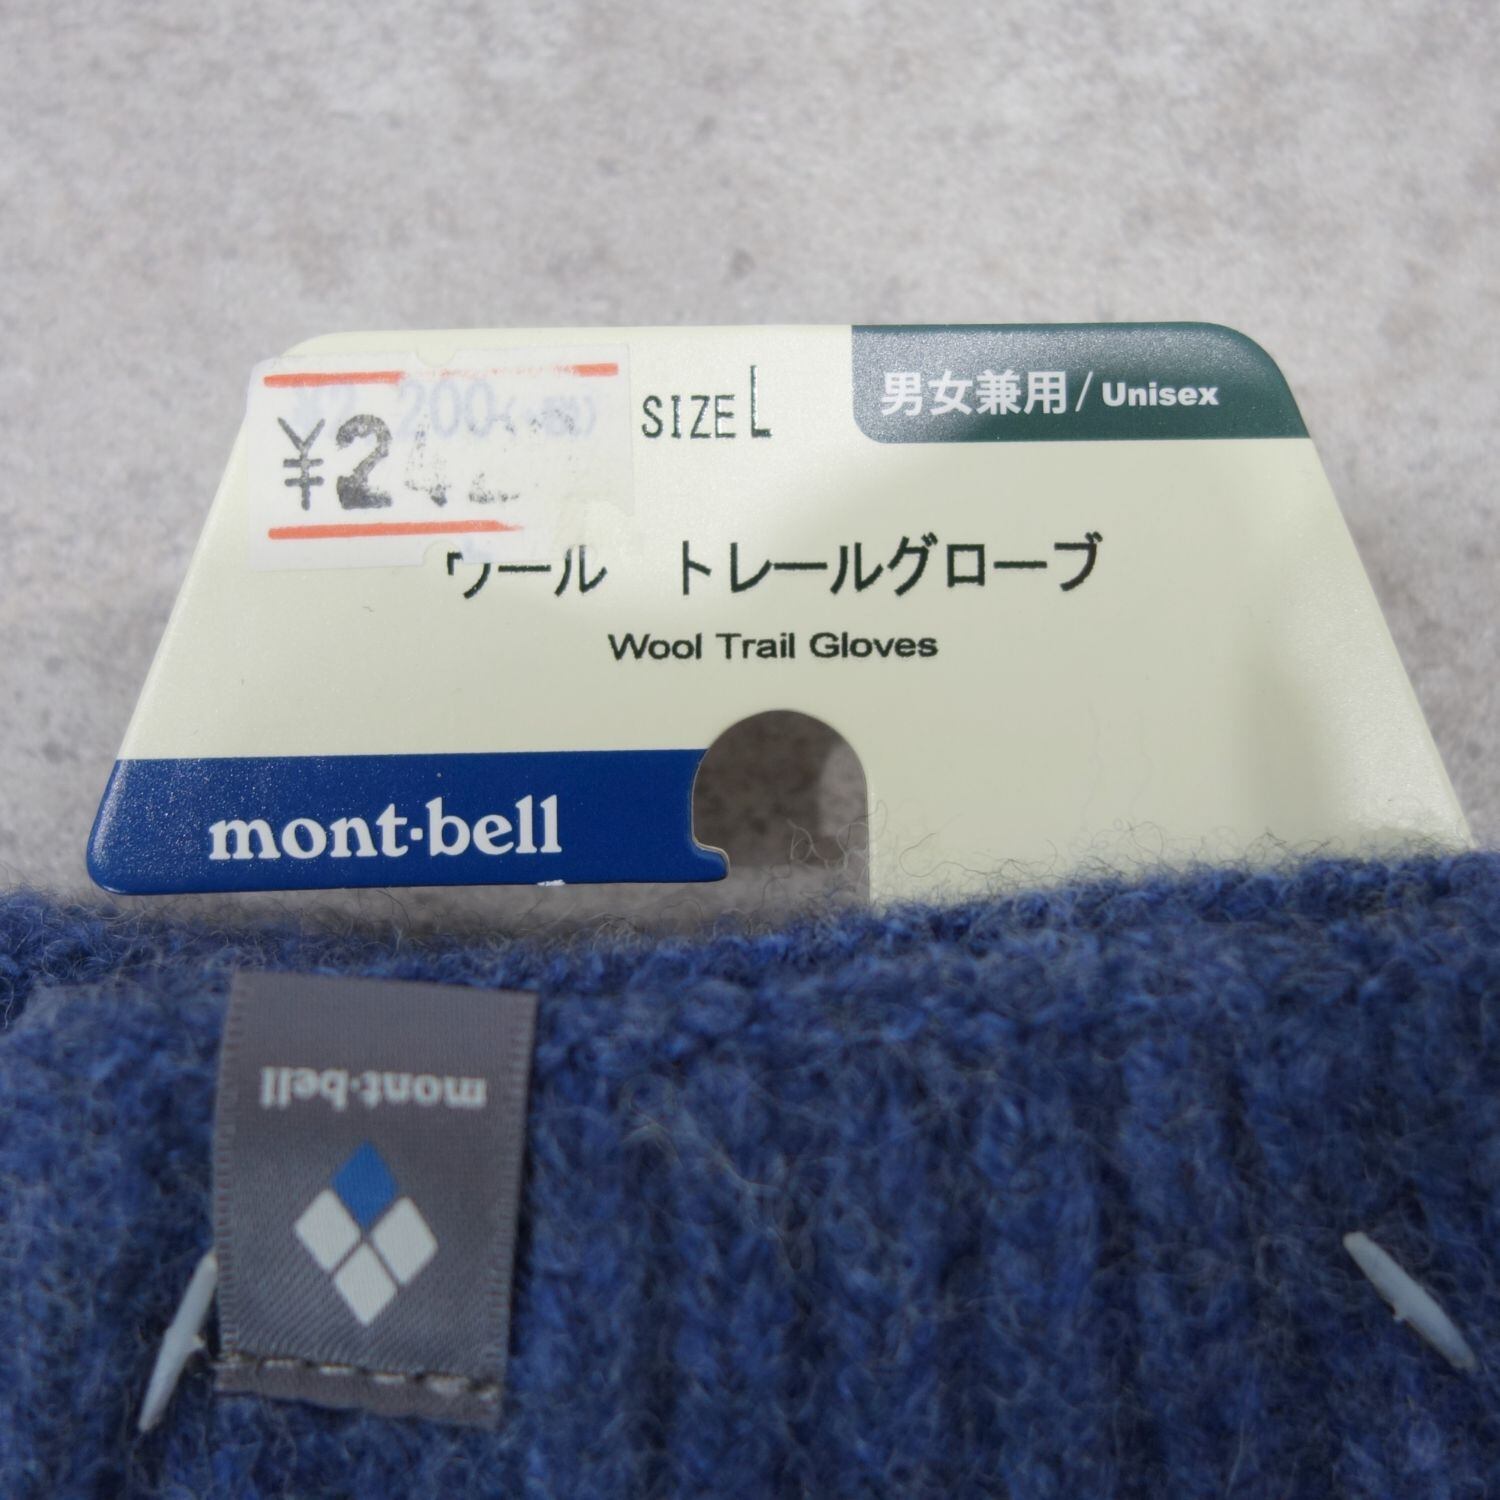 SIZE L
男女兼用/Unisex
ウール トレールグローブ
Wool Trail Gloves
mont-bell
mont-bell